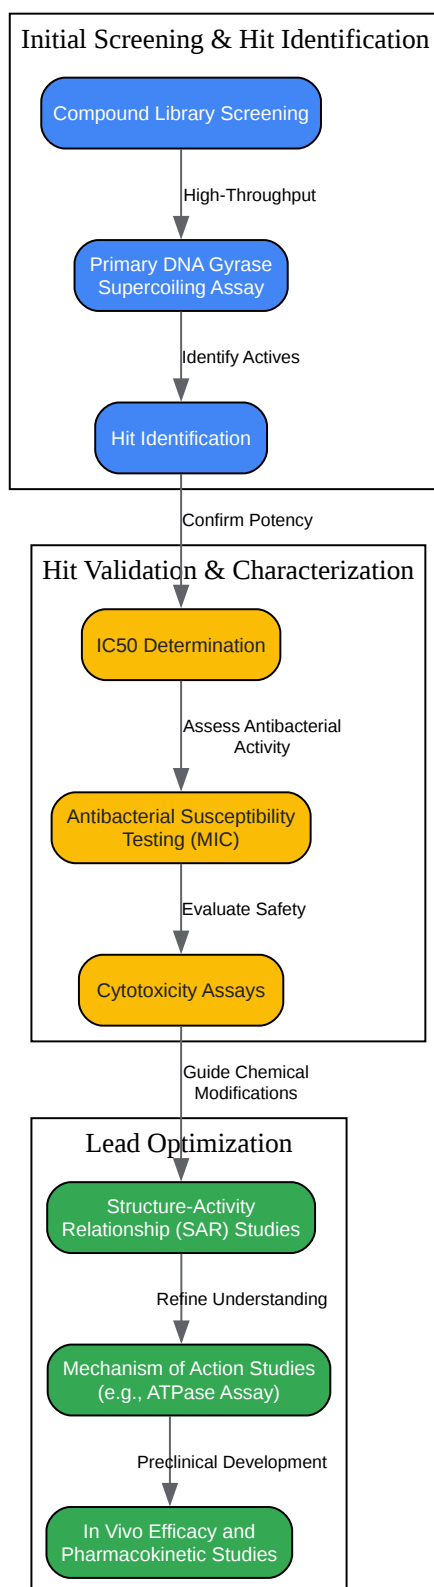 Initial Screening & Hit Identification
Compound Library Screening
High-Throughput
Primary DNA Gyrase
Supercoiling Assay
Identify Actives
Hit Identification
Confirm Potency
Hit Validation & Characterization
IC50 Determination
Assess Antibacterial
Activity
Antibacterial Susceptibility
Testing (MIC)
Evaluate Safety
Cytotoxicity Assays
Guide Chemical
Modifications
Lead Optimization
Structure-Activity
Relationship (SAR) Studies
Refine Understanding
Mechanism of Action Studies
(e.g., ATPase Assay)
Preclinical Development
In Vivo Efficacy and
Pharmacokinetic Studies